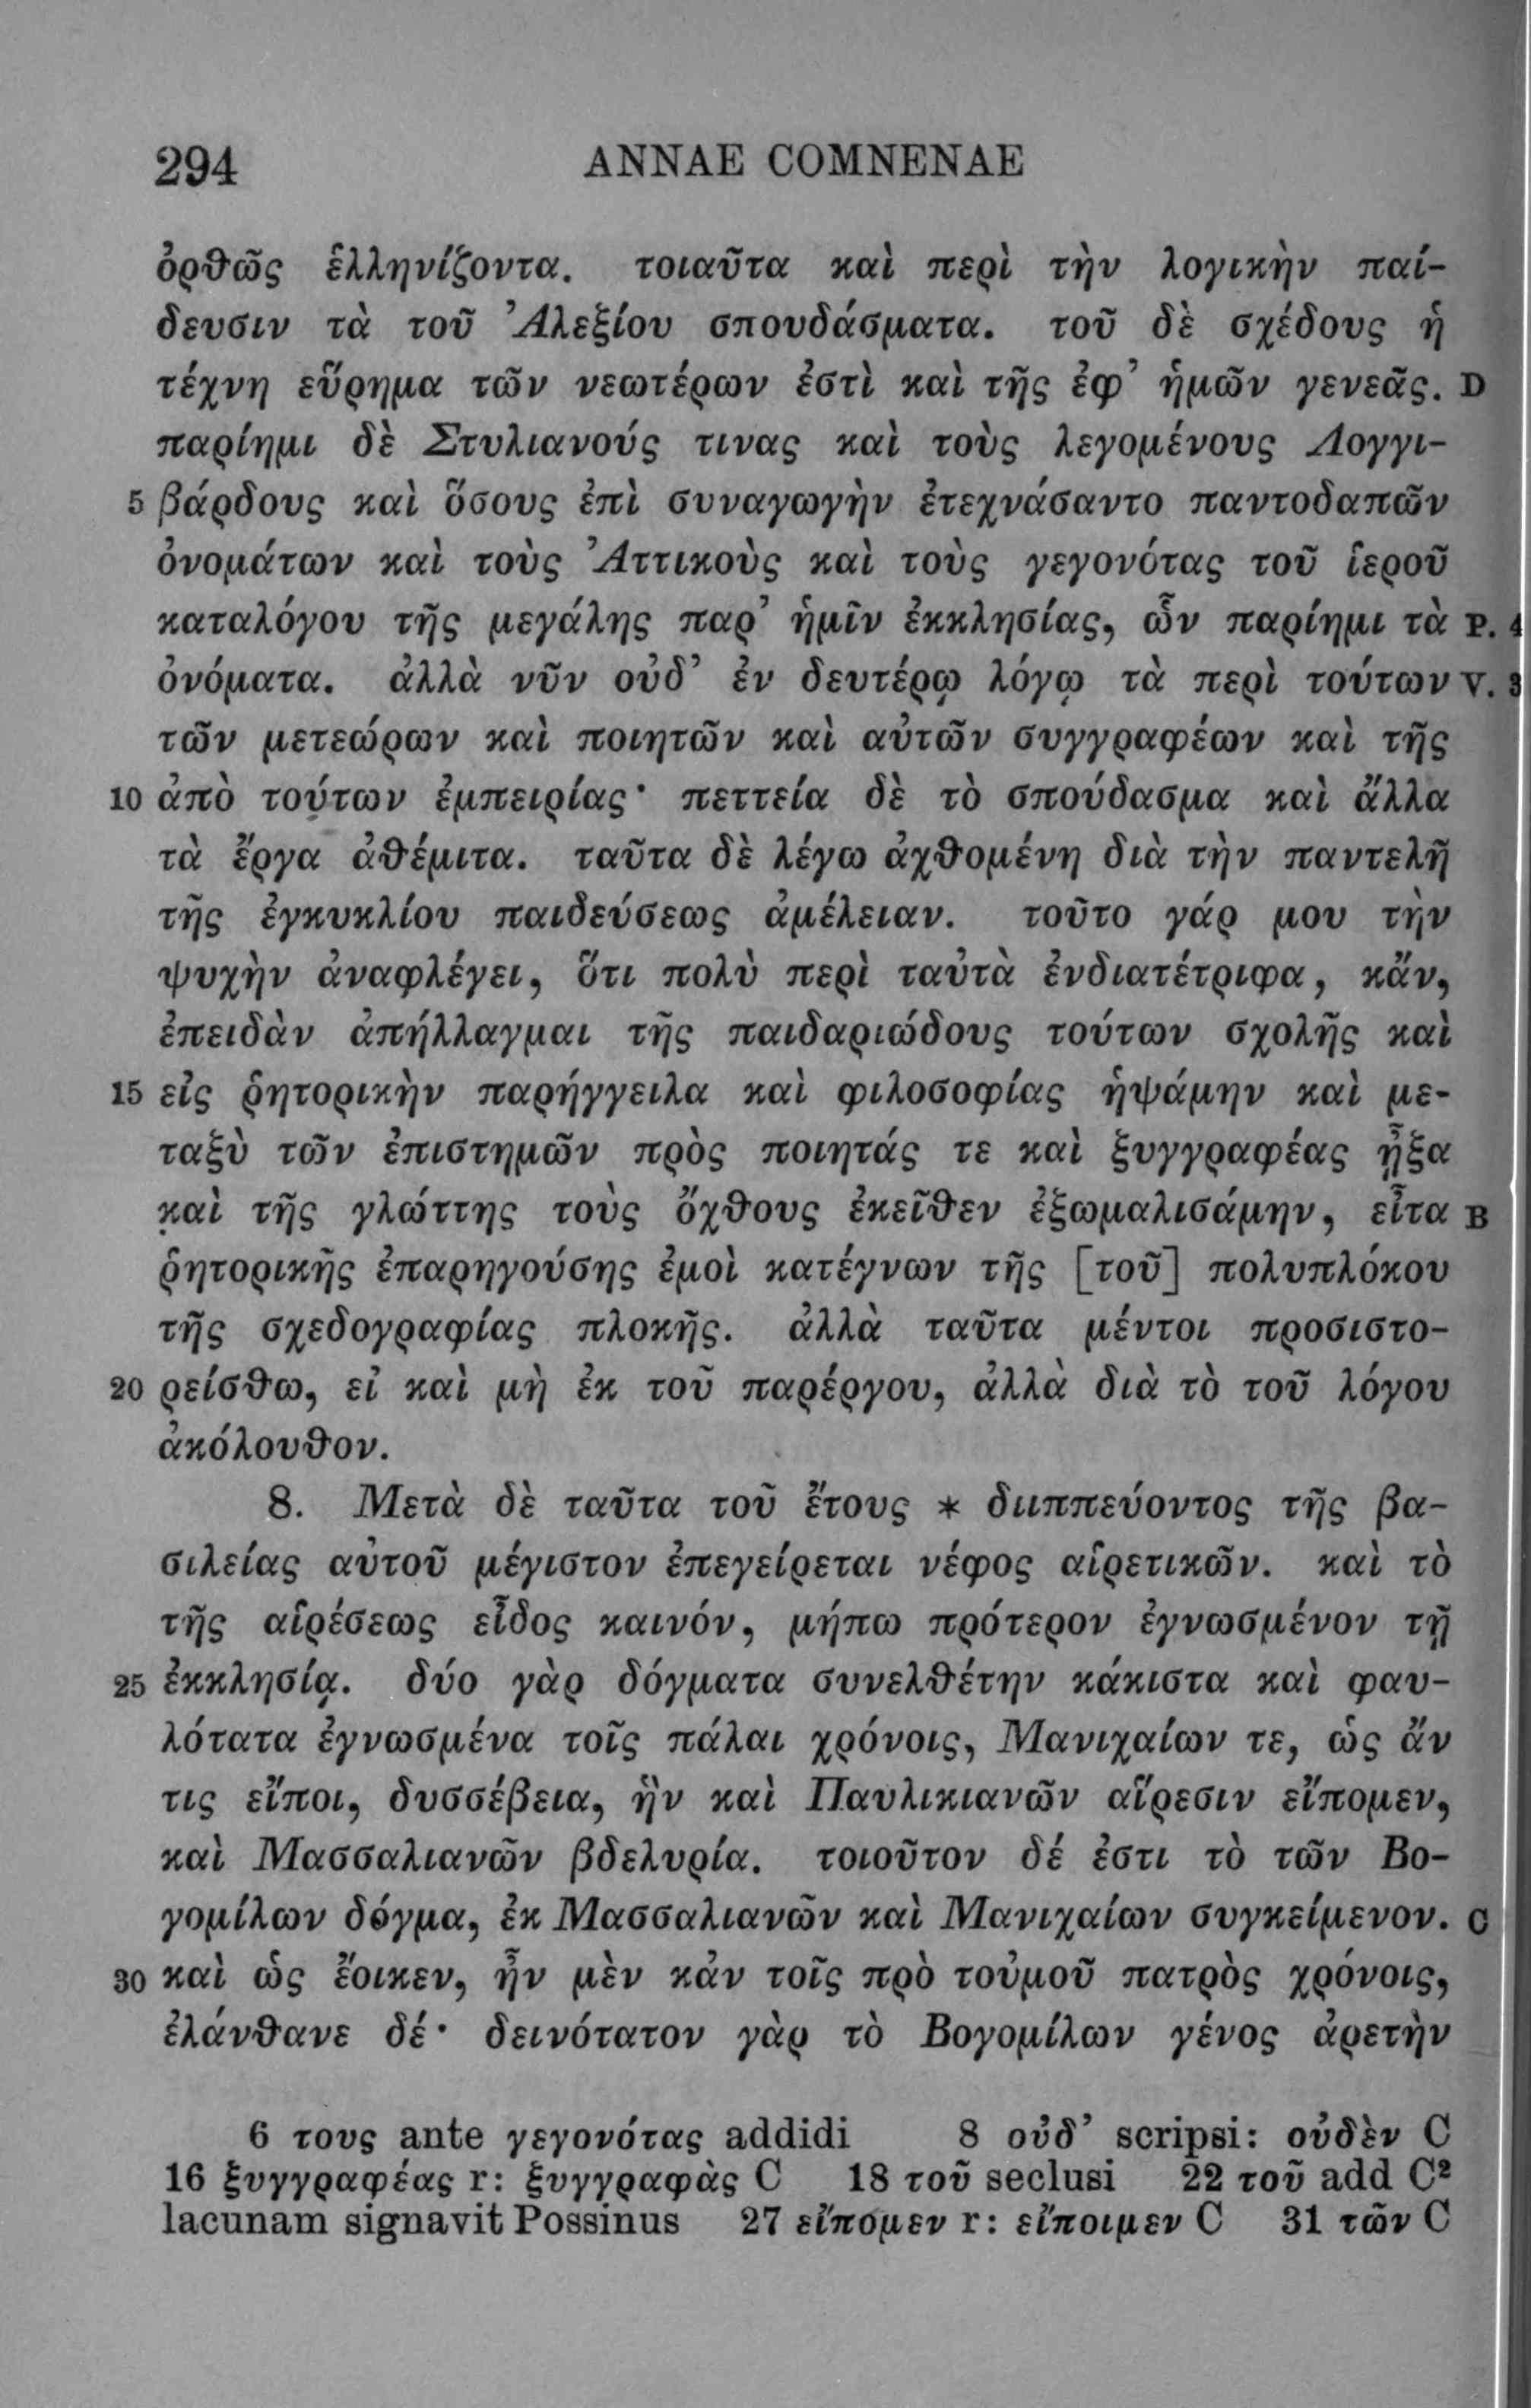 294 ANNAE COMNENAE
ὀρθῶς ἑλληνίζοντα. τοιαῦτα καὶ περὶ τὴν λογικὴν παί-
δευσιν τὰ τοῦ Ἀλεξίου σπουδάσματα. τοῦ δὲ σχέδους ἡ
τέχνη εὕρημα τῶν νεωτέρων ἐστὶ καὶ τῆς ἐφ’ ἡμῶν γενεᾶς. D
παρίημι δὲ Στυλιανούς τινας καὶ τοὺς λεγομένους Λογγι-
5 βάρδους καὶ ὅσους ἐπὶ συναγωγὴν ἐτεχνάσαντο παντοδαπῶν
ὀνομάτων καὶ τοὺς Ἀττικοὺς καὶ τοὺς γεγονότας τοῦ ἱεροῦ
καταλόγου τῆς μεγάλης παρ’ ἡμῖν ἐκκλησίας, ὧν παρίημι τὰ P. 4
ὀνόματα. ἀλλὰ νῦν οὐδ’ ἐν δευτέρῳ λόγῳ τὰ περὶ τούτων V. 3
τῶν μετεώρων καὶ ποιητῶν καὶ αὐτῶν συγγραφέων καὶ τῆς
10 ἀπὸ τούτων ἐμπειρίας· πεττεία δὲ τὸ σπούδασμα καὶ ἄλλα
τὰ ἔργα ἀθέμιτα. ταῦτα δὲ λέγω ἀχθομένη διὰ τὴν παντελῆ
τῆς ἐγκυκλίου παιδεύσεως ἀμέλειαν. τοῦτο γάρ μου τὴν
ψυχὴν ἀναφλέγει, ὅτι πολὺ περὶ ταὐτὰ ἐνδιατέτριφα, κἄν,
ἐπειδὰν ἀπήλλαγμαι τῆς παιδαριώδους τούτων σχολῆς καὶ
15 εἰς ῥητορικὴν παρήγγειλα καὶ φιλοσοφίας ἡψάμην καὶ με-
ταξὺ τῶν ἐπιστημῶν πρὸς ποιητάς τε καὶ ξυγγραφέας ᾖξα
καὶ τῆς γλώττης τοὺς ὄχθους ἐκεῖθεν ἐξωμαλισάμην, εἶτα B
ῥητορικῆς ἐπαρηγούσης ἐμοὶ κατέγνων τῆς [τοῦ] πολυπλόκου
τῆς σχεδογραφίας πλοκῆς. ἀλλὰ ταῦτα μέντοι προσιστο-
20 ρείσθω, εἰ καὶ μὴ ἐκ τοῦ παρέργου, ἀλλὰ διὰ τὸ τοῦ λόγου
ἀκόλουθον.
8. Μετὰ δὲ ταῦτα τοῦ ἔτους * διιππεύοντος τῆς βα-
σιλείας αὐτοῦ μέγιστον ἐπεγείρεται νέφος αἱρετικῶν. καὶ τὸ
τῆς αἱρέσεως εἶδος καινόν, μήπω πρότερον ἐγνωσμένον τῇ
25 ἐκκλησίᾳ. δύο γὰρ δόγματα συνελθέτην κάκιστα καὶ φαυ-
λότατα ἐγνωσμένα τοῖς πάλαι χρόνοις, Μανιχαίων τε, ὡς ἄν
τις εἴποι, δυσσέβεια, ἣν καὶ Παυλικιανῶν αἵρεσιν εἴπομεν,
καὶ Μασσαλιανῶν βδελυρία. τοιοῦτον δέ ἐστι τὸ τῶν Βο-
γομίλων δόγμα, ἐκ Μασσαλιανῶν καὶ Μανιχαίων συγκείμενον. C
30 καὶ ὡς ἔοικεν, ἦν μὲν κἀν τοῖς πρὸ τοὐμοῦ πατρὸς χρόνοις,
ἐλάνθανε δέ· δεινότατον γὰρ τὸ Βογομίλων γένος ἀρετὴν
6 τους ante γεγονότας addidi 8 οὐδ’ scripsi: οὐδὲν C
16 ξυγγραφέας r: ξυγγραφὰς C 18 τοῦ seclusi 22 τοῦ add C²
lacunam signavit Possinus 27 εἴπομεν r: εἴποιμεν C 31 τῶν C